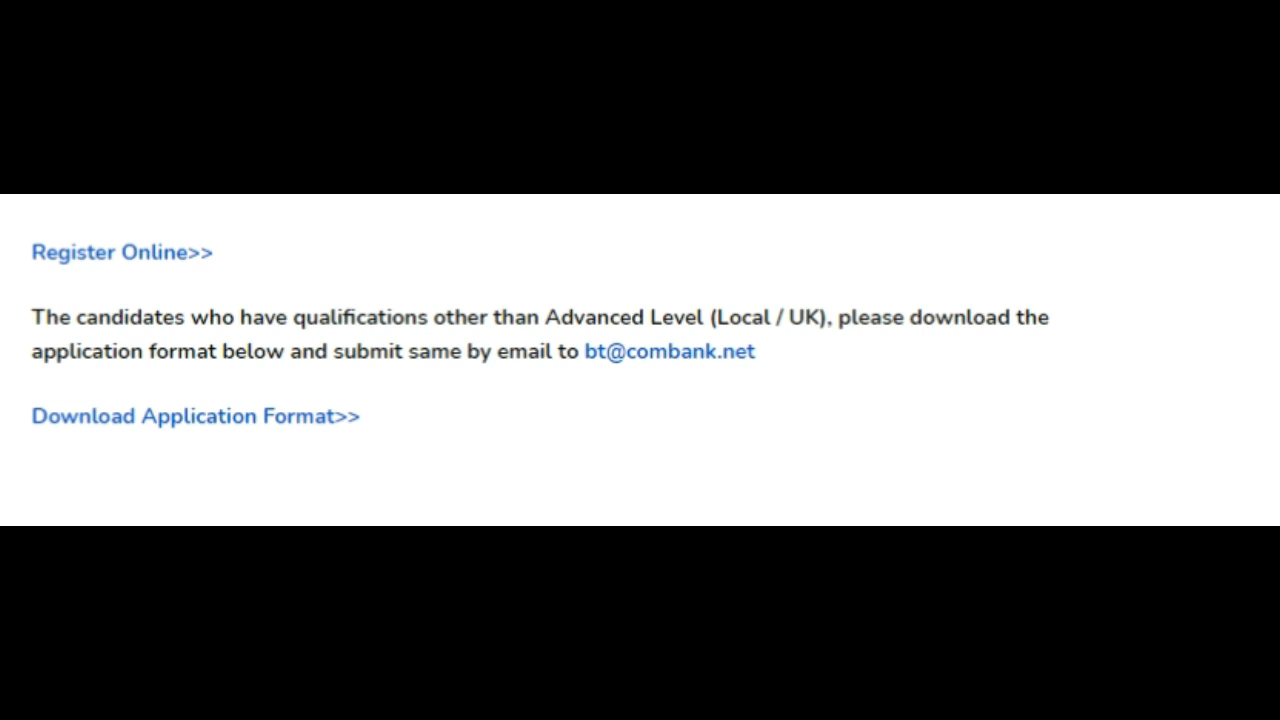 Register Online>>
The candidates who have qualifications other than Advanced Level (Local / UK), please download the
application format below and submit same by email to bt@combank.net
Download Application Format>>